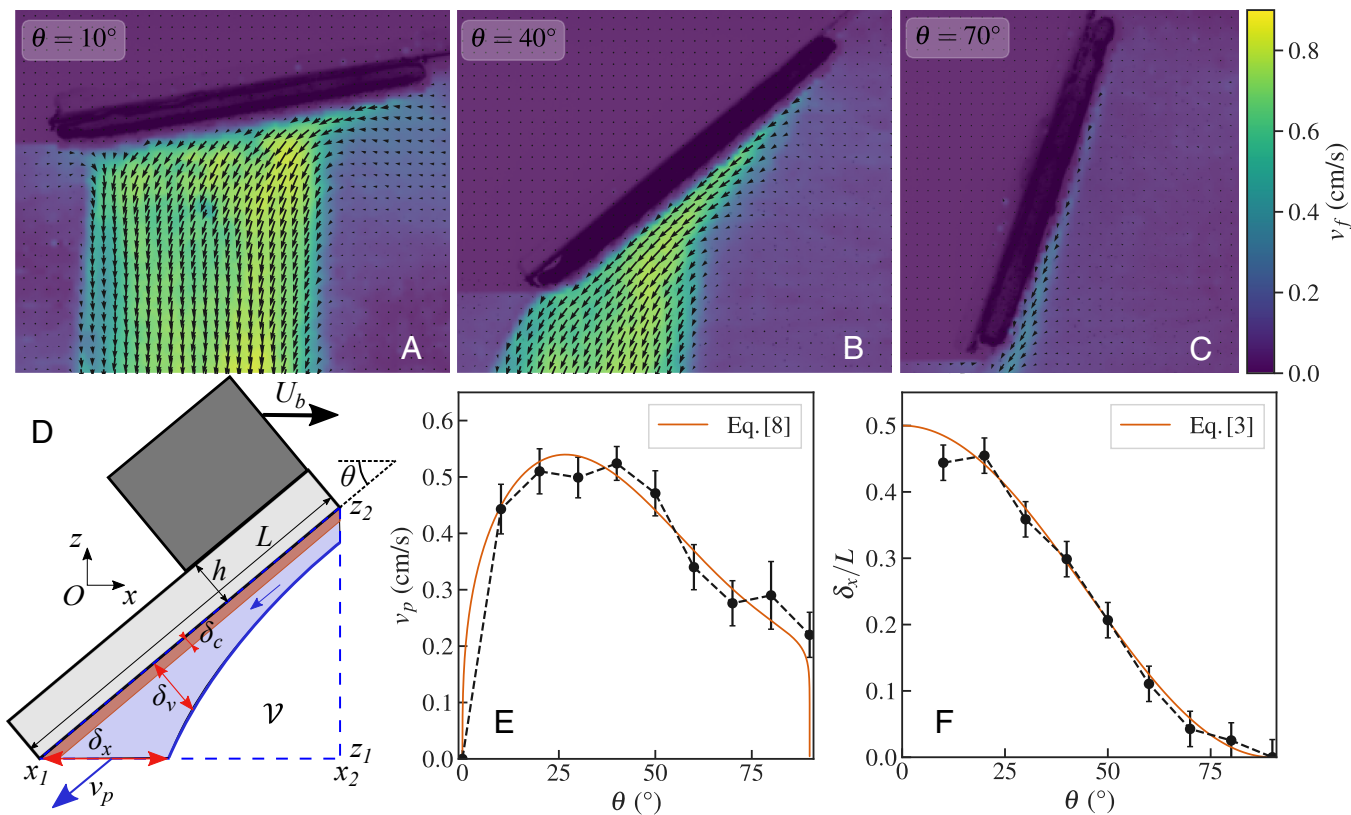 θ = 10°
θ = 40°
θ = 70°
A
B
C
0.8
0.6
0.4
0.2
0.0
v_f (cm/s)
D
U_b
θ
z_2
L
h
z
O
x
δ_c
δ_v
𝒱
δ_x
z_1
x_1
x_2
v_p
0.6
0.5
0.4
0.3
0.2
0.1
0.0
v_p (cm/s)
Eq.[8]
E
0
25
50
75
θ (°)
0.5
0.4
0.3
0.2
0.1
0.0
δ_x/L
Eq.[3]
F
0
25
50
75
θ (°)